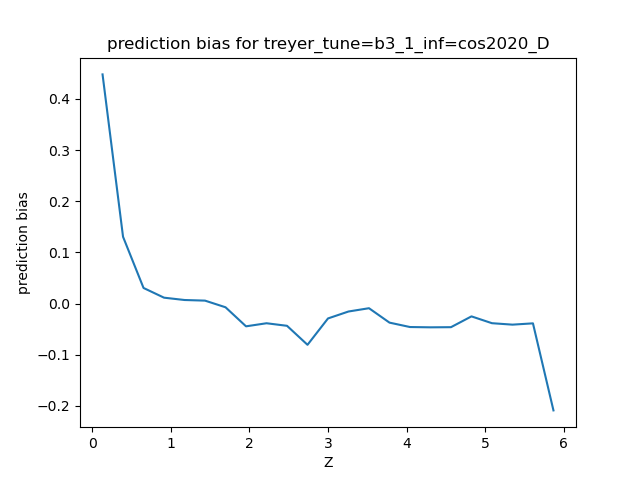 prediction bias for treyer_tune=b3_1_inf=cos2020_D
prediction bias
0.4
0.3
0.2
0.1
0.0
−0.1
−0.2
0 1 2 3 4 5 6
Z